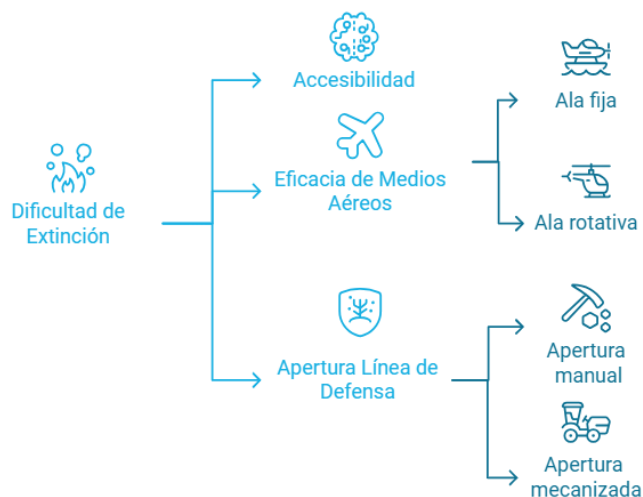 Accesibilidad
Ala fija
Eficacia de Medios
Aéreos
Dificultad de
Extinción
Ala rotativa
Apertura Línea de
Defensa
Apertura
manual
Apertura
mecanizada